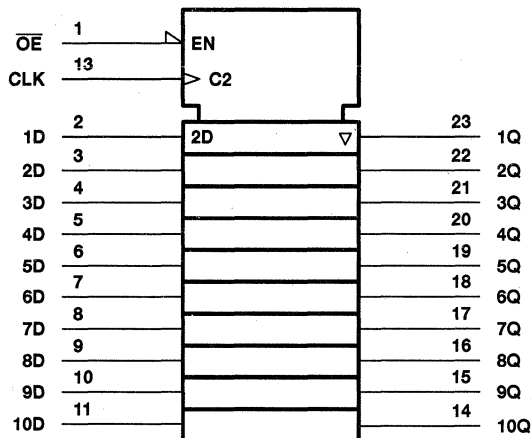 OE 1 EN
CLK 13 C2
1D 2 2D 23 1Q
2D 3 22 2Q
3D 4 21 3Q
4D 5 20 4Q
5D 6 19 5Q
6D 7 18 6Q
7D 8 17 7Q
8D 9 16 8Q
9D 10 15 9Q
10D 11 14 10Q